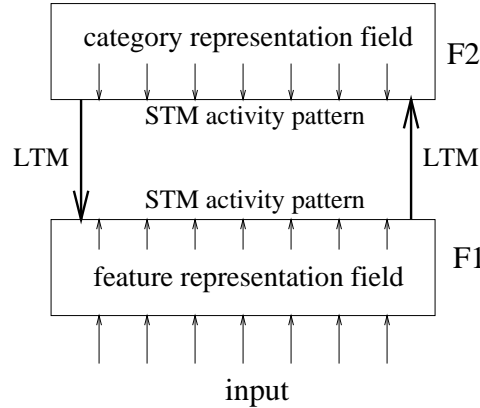 category representation field
F2
STM activity pattern
LTM
LTM
STM activity pattern
F1
feature representation field
input